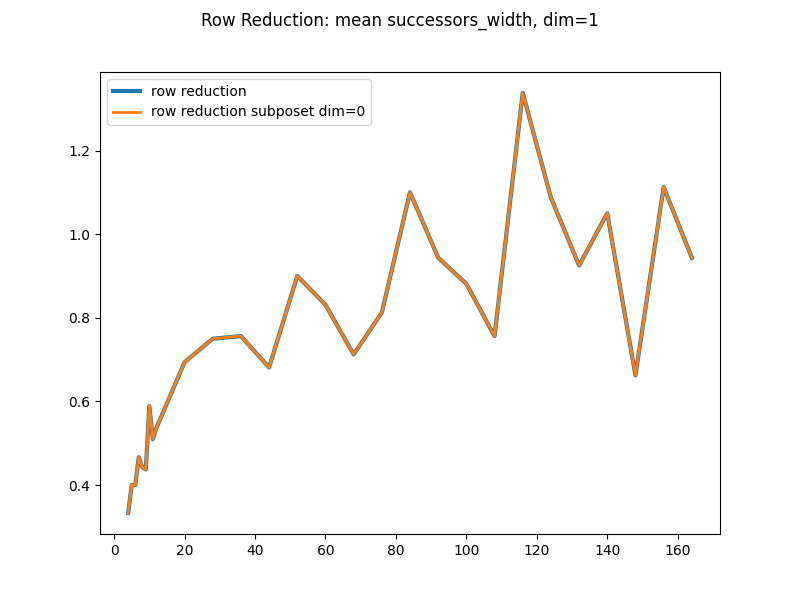 Row Reduction: mean successors_width, dim=1
row reduction
row reduction subposet dim=0
1.2
1.0
0.8
0.6
0.4
0 20 40 60 80 100 120 140 160